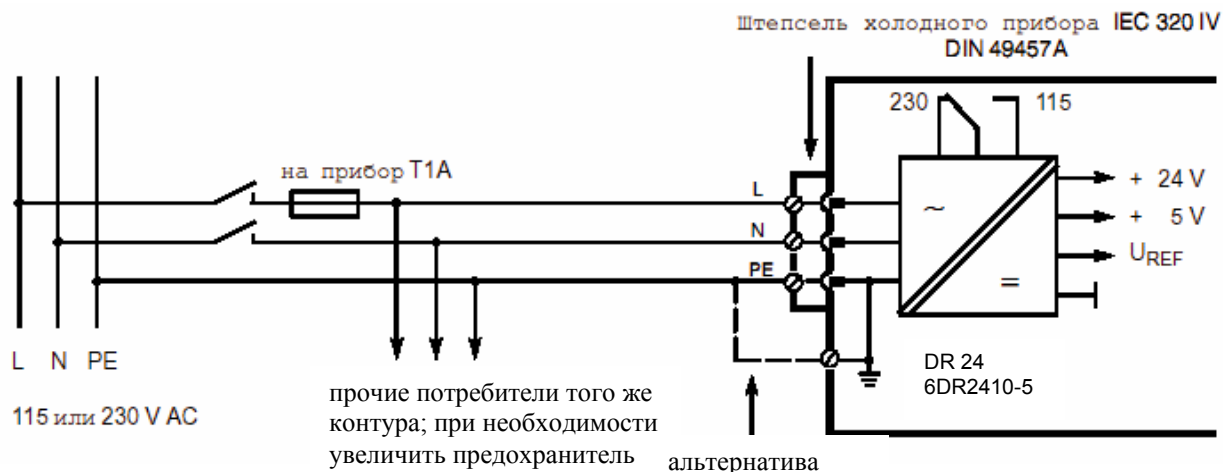 Штепсель холодного прибора IEC 320 IV
DIN 49457A
230
115
на прибор T1A
L
N
PE
~
=
+ 24 V
+ 5 V
UREF
L N PE
115 или 230 V AC
DR 24
6DR2410-5
прочие потребители того же
контура; при необходимости
увеличить предохранитель
альтернатива